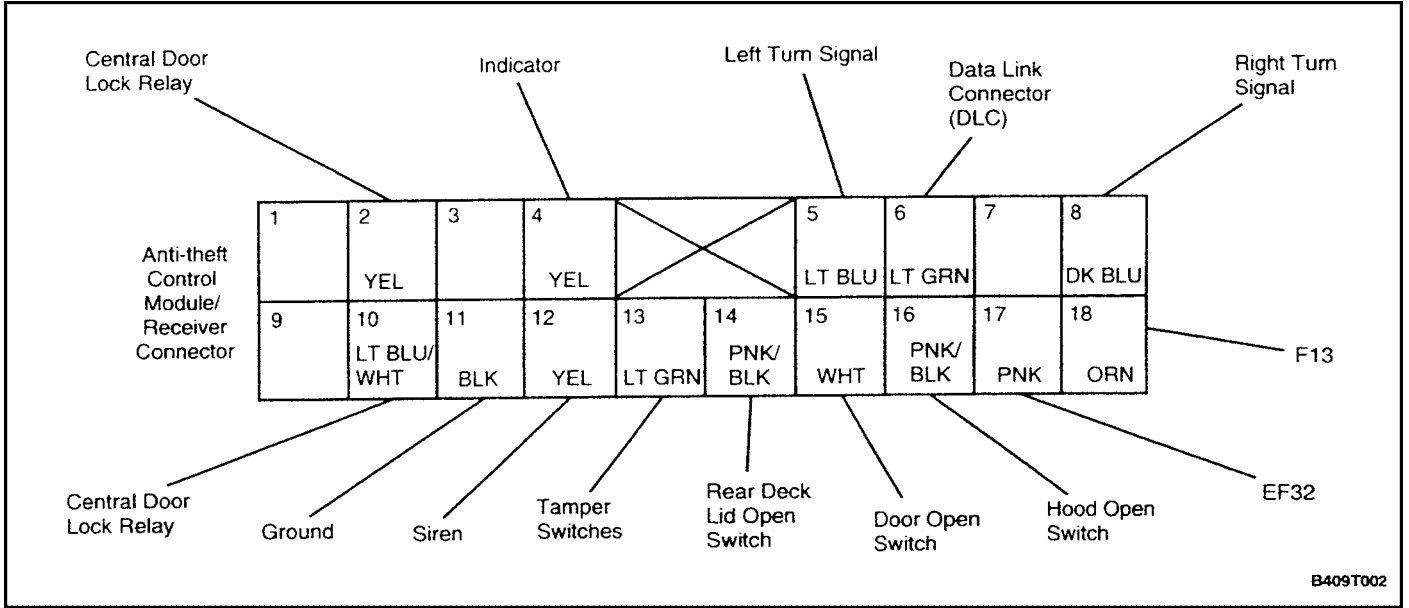 Central Door
Lock Relay
Indicator
Left Turn Signal
Data Link
Connector
(DLC)
Right Turn
Signal
Anti-theft
Control
Module/
Receiver
Connector
1
2
YEL
3
4
YEL
5
LT BLU
6
LT GRN
7
8
DK BLU
9
10
LT BLU/
WHT
11
BLK
12
YEL
13
LT GRN
14
PNK/
BLK
15
WHT
16
PNK/
BLK
17
PNK
18
ORN
F13
Central Door
Lock Relay
Ground
Siren
Tamper
Switches
Rear Deck
Lid Open
Switch
Door Open
Switch
Hood Open
Switch
EF32
B409T002